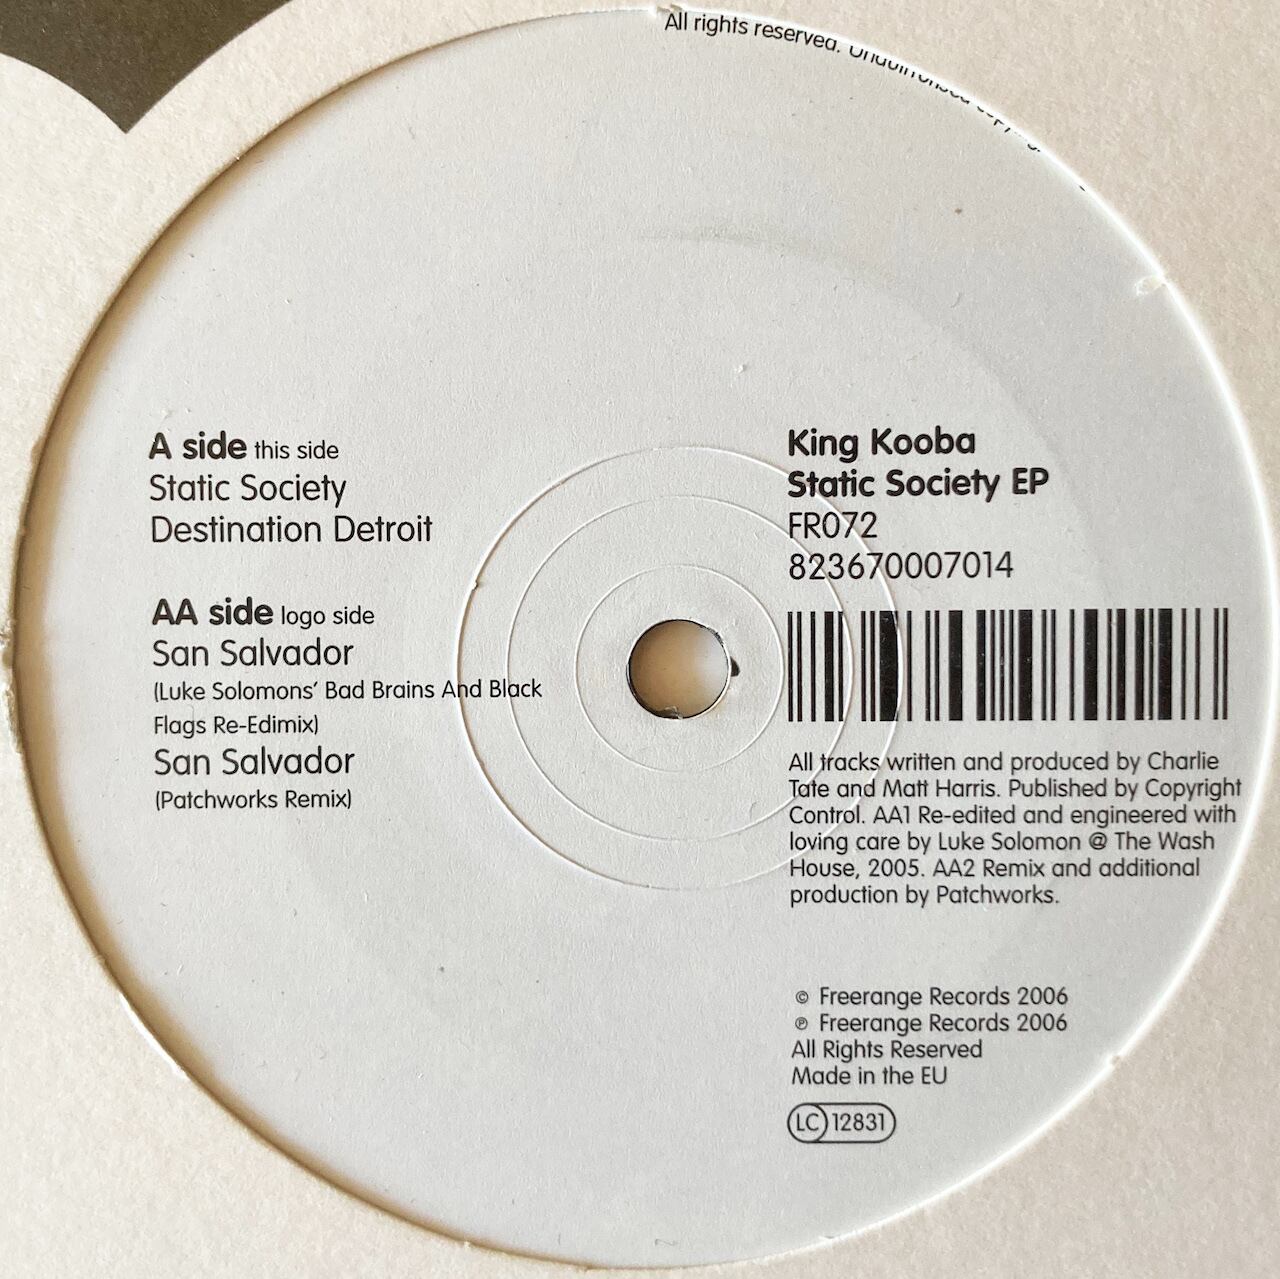 All rights reserved. Unauthorised
A side this side
Static Society
Destination Detroit
AA side logo side
San Salvador
(Luke Solomons' Bad Brains And Black
Flags Re-Edimix)
San Salvador
(Patchworks Remix)
King Kooba
Static Society EP
FR072
823670007014
All tracks written and produced by Charlie
Tate and Matt Harris. Published by Copyright
Control. AA1 Re-edited and engineered with
loving care by Luke Solomon @ The Wash
House, 2005. AA2 Remix and additional
production by Patchworks.
© Freerange Records 2006
℗ Freerange Records 2006
All Rights Reserved
Made in the EU
LC 12831